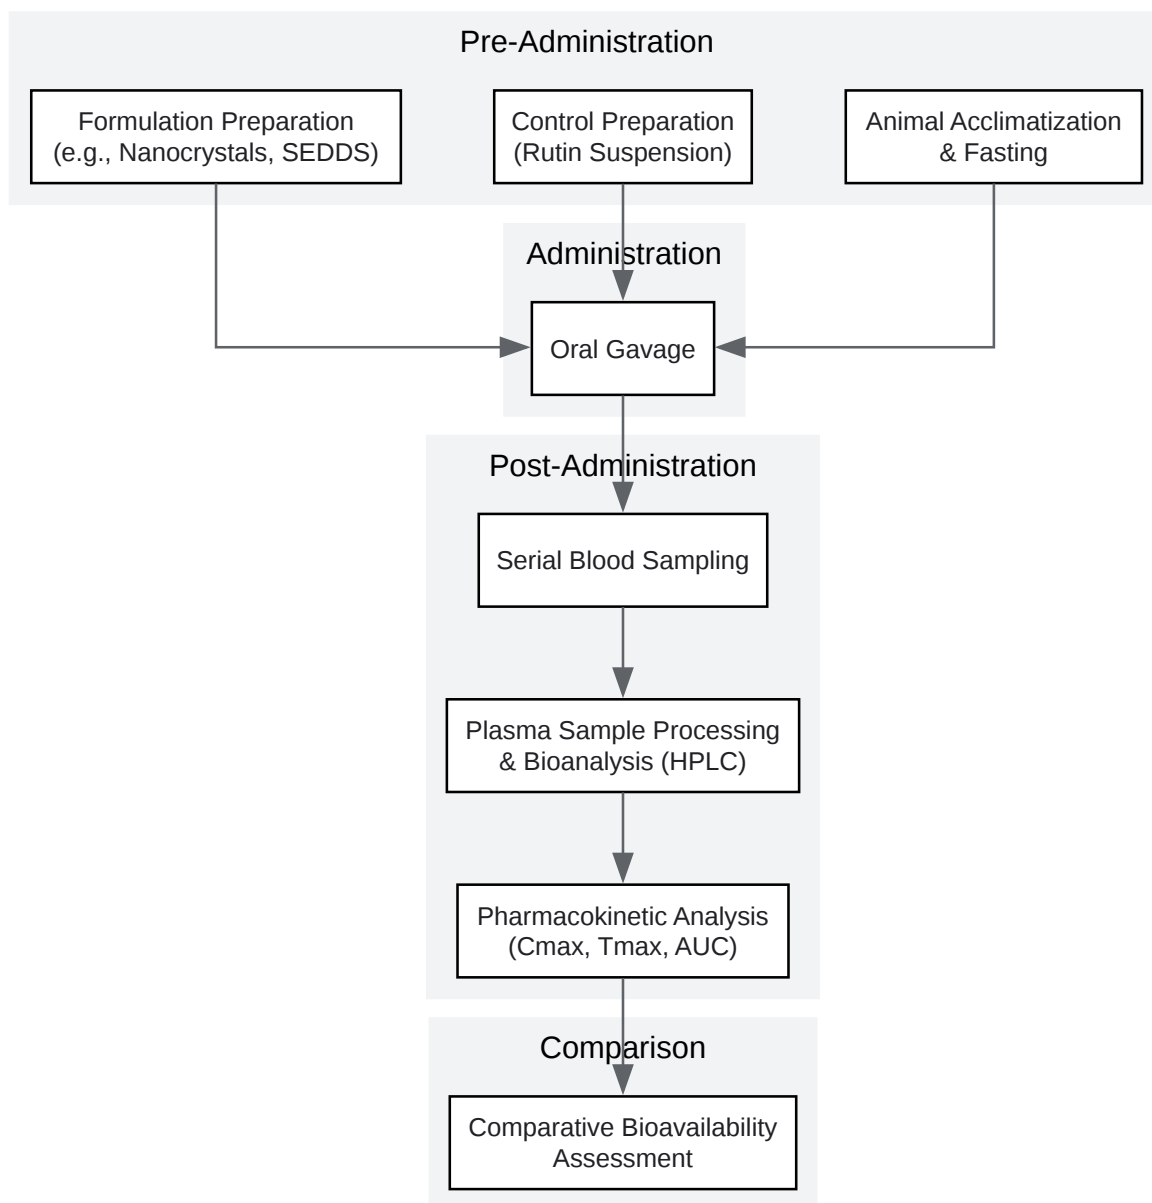 Pre-Administration
Formulation Preparation
(e.g., Nanocrystals, SEDDS)
Control Preparation
(Rutin Suspension)
Animal Acclimatization
& Fasting
Administration
Oral Gavage
Post-Administration
Serial Blood Sampling
Plasma Sample Processing
& Bioanalysis (HPLC)
Pharmacokinetic Analysis
(Cmax, Tmax, AUC)
Comparison
Comparative Bioavailability
Assessment